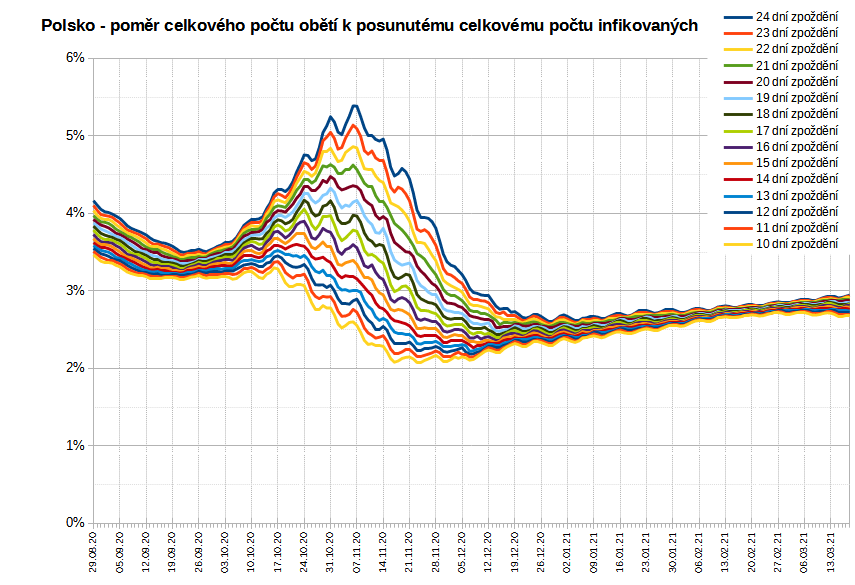 Polsko - poměr celkového počtu obětí k posunutému celkovému počtu infikovaných
24 dní zpoždění
23 dní zpoždění
22 dní zpoždění
21 dní zpoždění
20 dní zpoždění
19 dní zpoždění
18 dní zpoždění
17 dní zpoždění
16 dní zpoždění
15 dní zpoždění
14 dní zpoždění
13 dní zpoždění
12 dní zpoždění
11 dní zpoždění
10 dní zpoždění
6%
5%
4%
3%
2%
1%
0%
29.08.20
05.09.20
12.09.20
19.09.20
26.09.20
03.10.20
10.10.20
17.10.20
24.10.20
31.10.20
07.11.20
14.11.20
21.11.20
28.11.20
05.12.20
12.12.20
19.12.20
26.12.20
02.01.21
09.01.21
16.01.21
23.01.21
30.01.21
06.02.21
13.02.21
20.02.21
27.02.21
06.03.21
13.03.21